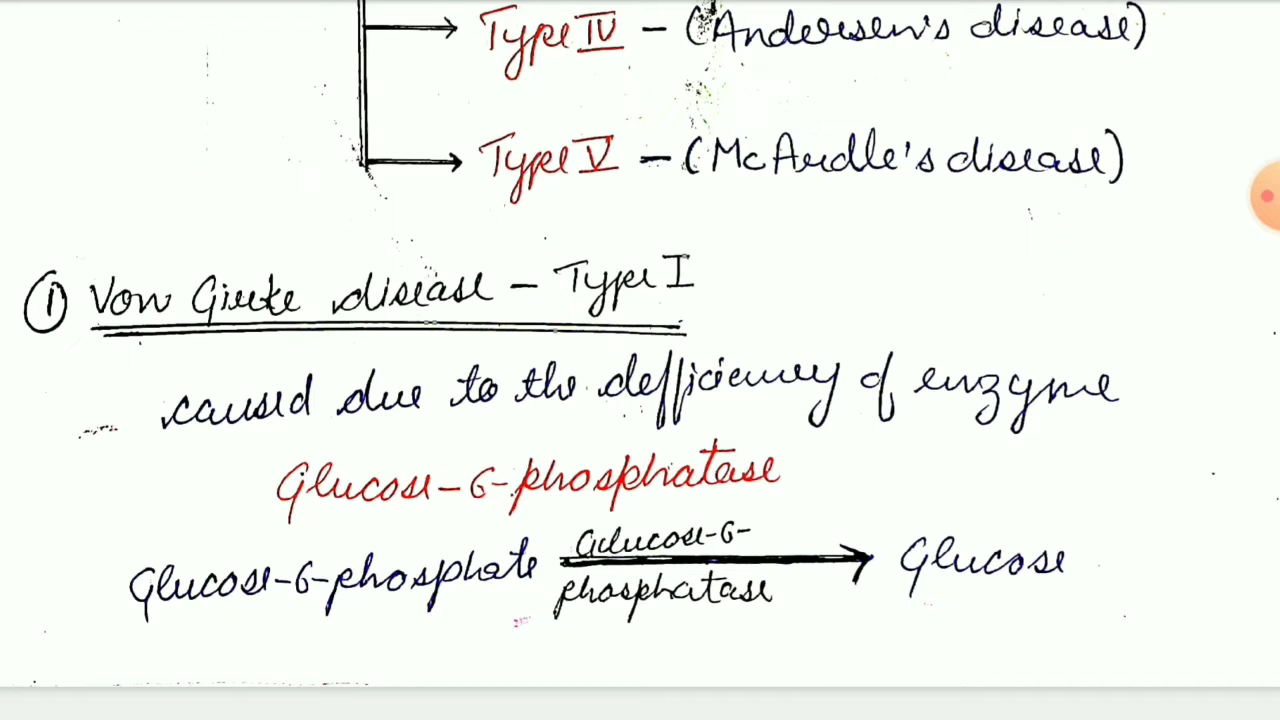 Type IV - (Andersen's disease)
Type V - (McArdle's disease)
① Von Gierke disease - Type I
caused due to the defficiency of enzyme
Glucose-6-phosphatase
Glucose-6-phosphate Glucose-6-phosphatase Glucose